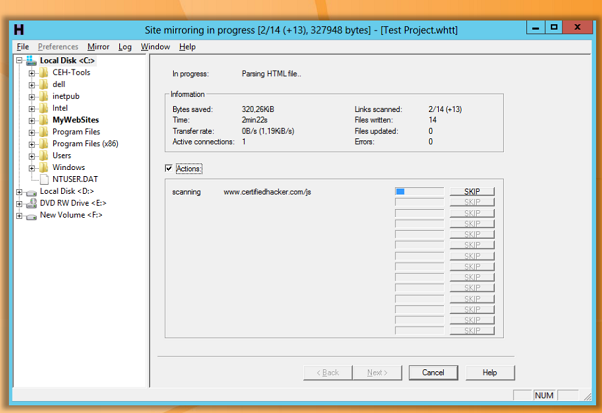 H
Site mirroring in progress [2/14 (+13), 327948 bytes] - [Test Project.whtt]
File Preferences Mirror Log Window Help
Local Disk <C:>
CEH-Tools
dell
inetpub
Intel
MyWebSites
Program Files
Program Files (x86)
Users
Windows
NTUSER.DAT
Local Disk <D:>
DVD RW Drive <E:>
New Volume <F:>
In progress: Parsing HTML file..
Information
Bytes saved: 320,26KiB Links scanned: 2/14 (+13)
Time: 2min22s Files written: 14
Transfer rate: 0B/s (1,19KiB/s) Files updated: 0
Active connections: 1 Errors: 0
Actions:
scanning www.certifiedhacker.com/js SKIP
SKIP
SKIP
SKIP
SKIP
SKIP
SKIP
SKIP
SKIP
SKIP
SKIP
SKIP
SKIP
SKIP
< Back Next > Cancel Help
NUM